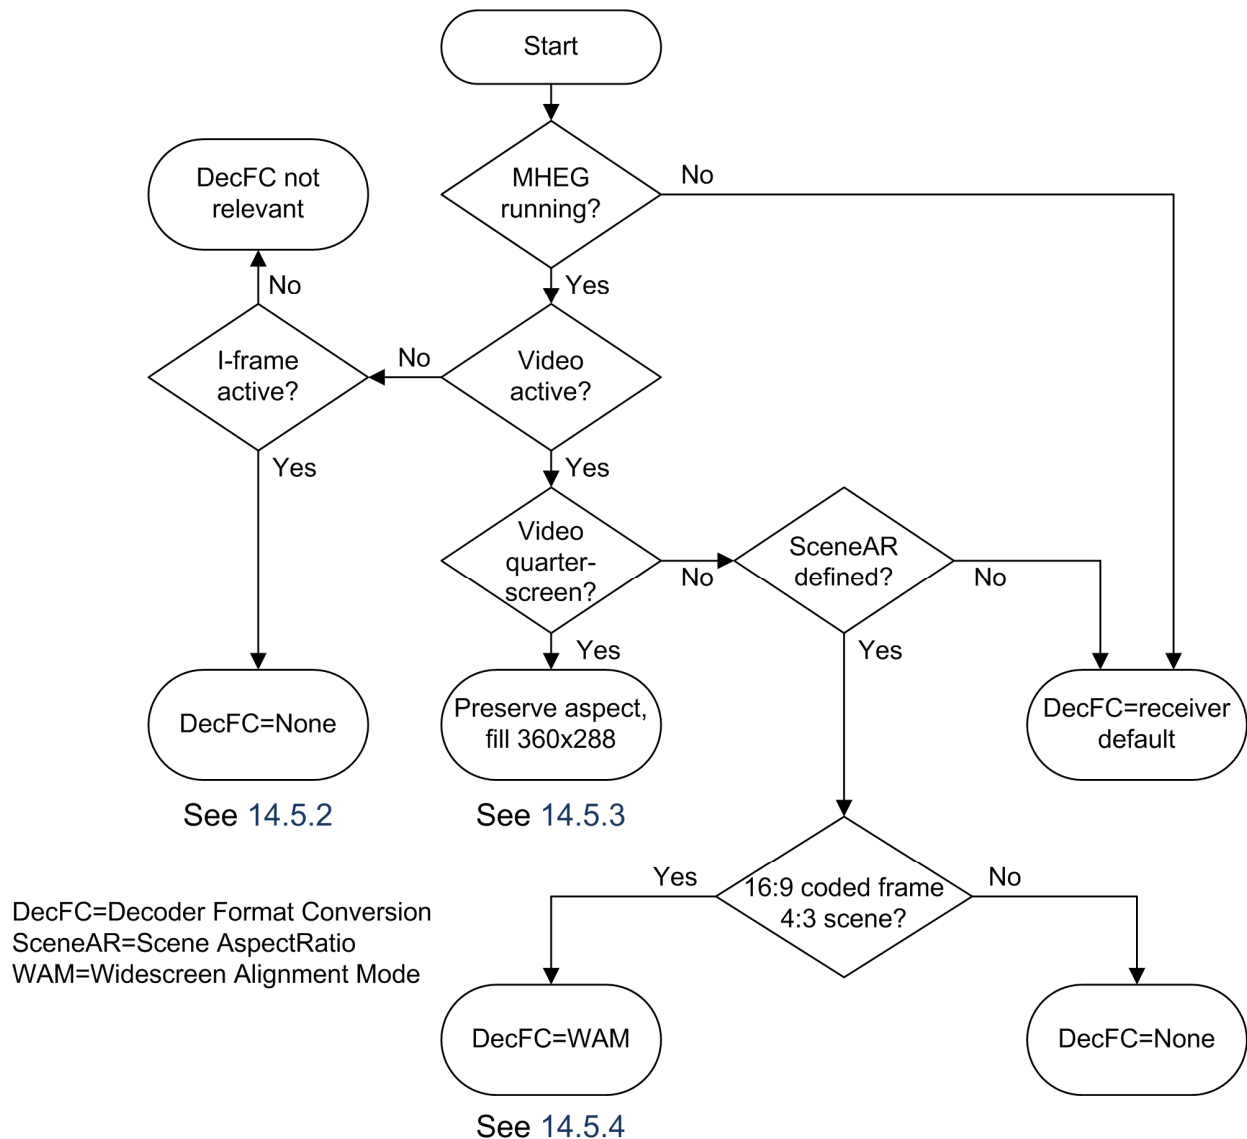 Start
MHEG
running?
No
DecFC not
relevant
No
Yes
I-frame
active?
No
Video
active?
Yes
Yes
Video
quarter-
screen?
No
SceneAR
defined?
No
Yes
Yes
DecFC=None
Preserve aspect,
fill 360x288
DecFC=receiver
default
See 14.5.2
See 14.5.3
Yes
16:9 coded frame
4:3 scene?
No
DecFC=Decoder Format Conversion
SceneAR=Scene AspectRatio
WAM=Widescreen Alignment Mode
DecFC=WAM
DecFC=None
See 14.5.4